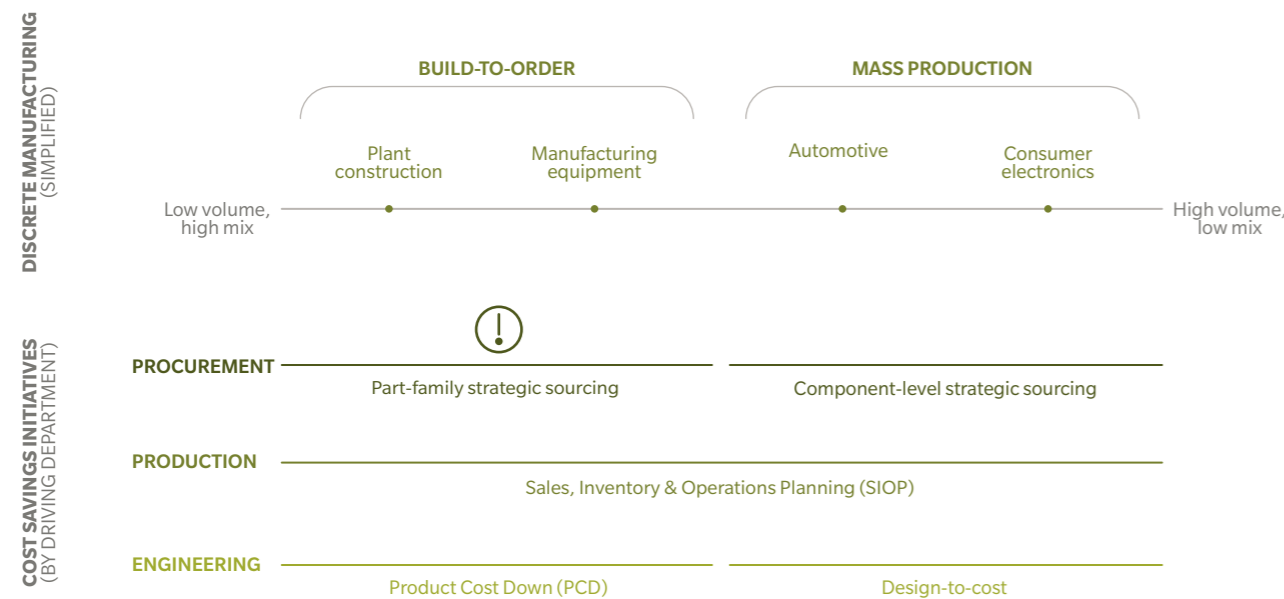 DISCRETE MANUFACTURING
(SIMPLIFIED)
BUILD-TO-ORDER
MASS PRODUCTION
Plant
construction
Manufacturing
equipment
Automotive
Consumer
electronics
Low volume,
high mix
High volume,
low mix
COST SAVINGS INITIATIVES
(BY DRIVING DEPARTMENT)
PROCUREMENT
Part-family strategic sourcing
Component-level strategic sourcing
PRODUCTION
Sales, Inventory & Operations Planning (SIOP)
ENGINEERING
Product Cost Down (PCD)
Design-to-cost